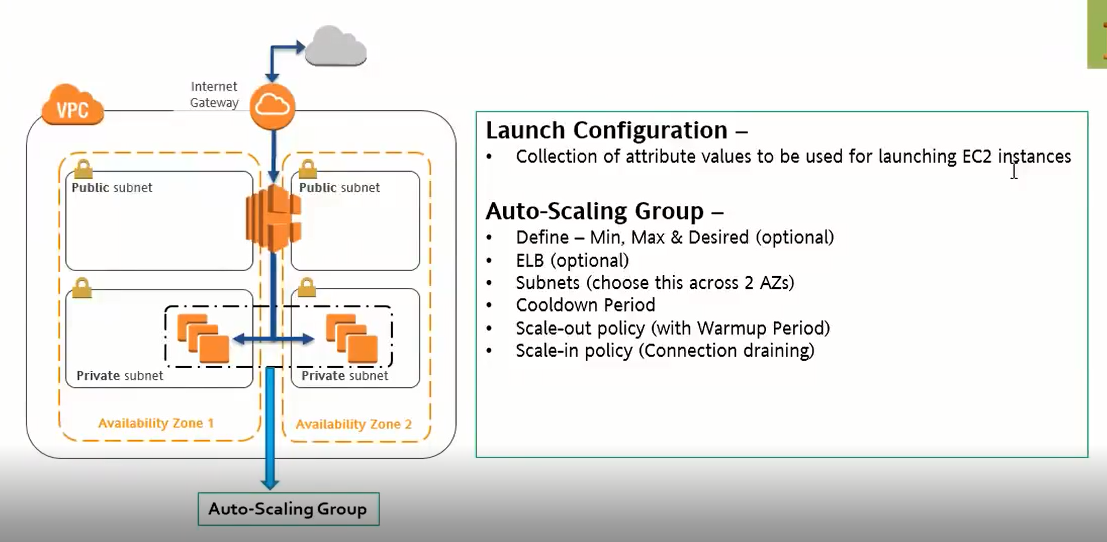 Internet
Gateway
VPC
Public subnet
Public subnet
Private subnet
Private subnet
Availability Zone 1
Availability Zone 2
Auto-Scaling Group
Launch Configuration –
• Collection of attribute values to be used for launching EC2 instances
Auto-Scaling Group –
• Define – Min, Max & Desired (optional)
• ELB (optional)
• Subnets (choose this across 2 AZs)
• Cooldown Period
• Scale-out policy (with Warmup Period)
• Scale-in policy (Connection draining)